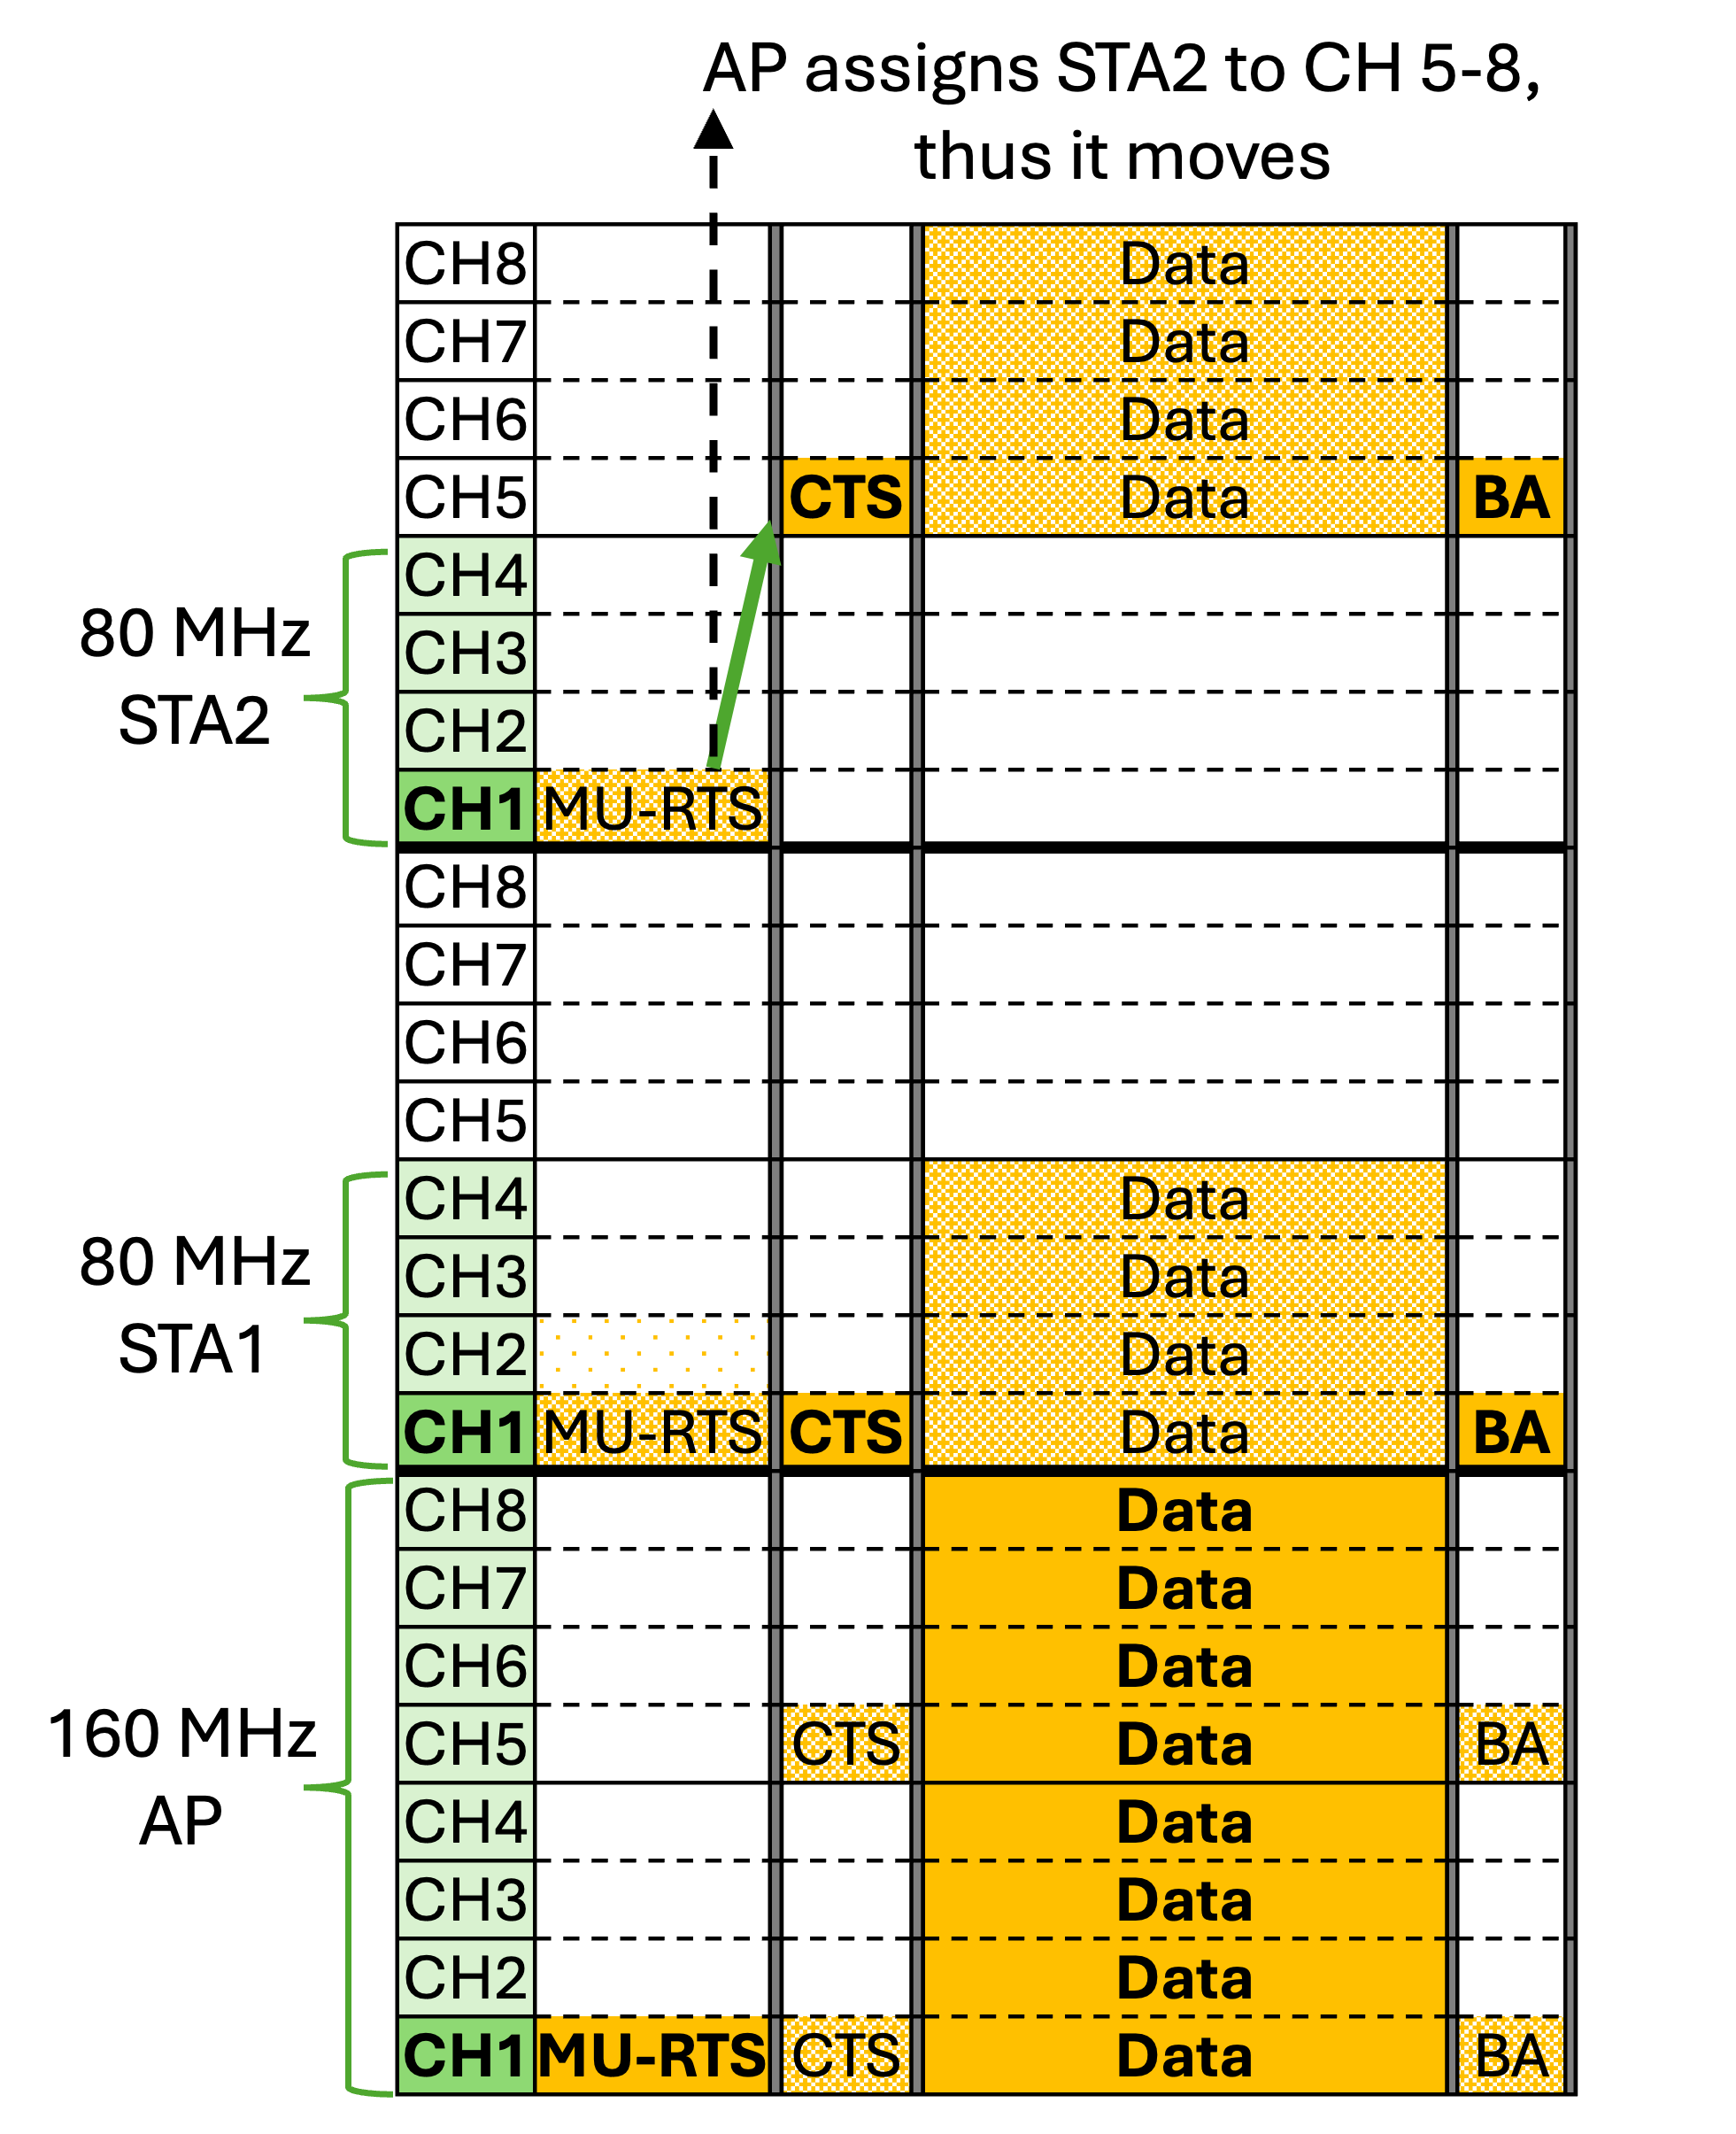 AP assigns STA2 to CH 5-8,
thus it moves
CH8 Data
CH7 Data
CH6 Data
CH5 CTS Data BA
80 MHz
STA2
CH4
CH3
CH2
CH1 MU-RTS
CH8
CH7
CH6
CH5
80 MHz
STA1
CH4 Data
CH3 Data
CH2 Data
CH1 MU-RTS CTS Data BA
160 MHz
AP
CH8 Data
CH7 Data
CH6 Data
CH5 CTS Data BA
CH4 Data
CH3 Data
CH2 Data
CH1 MU-RTS CTS Data BA